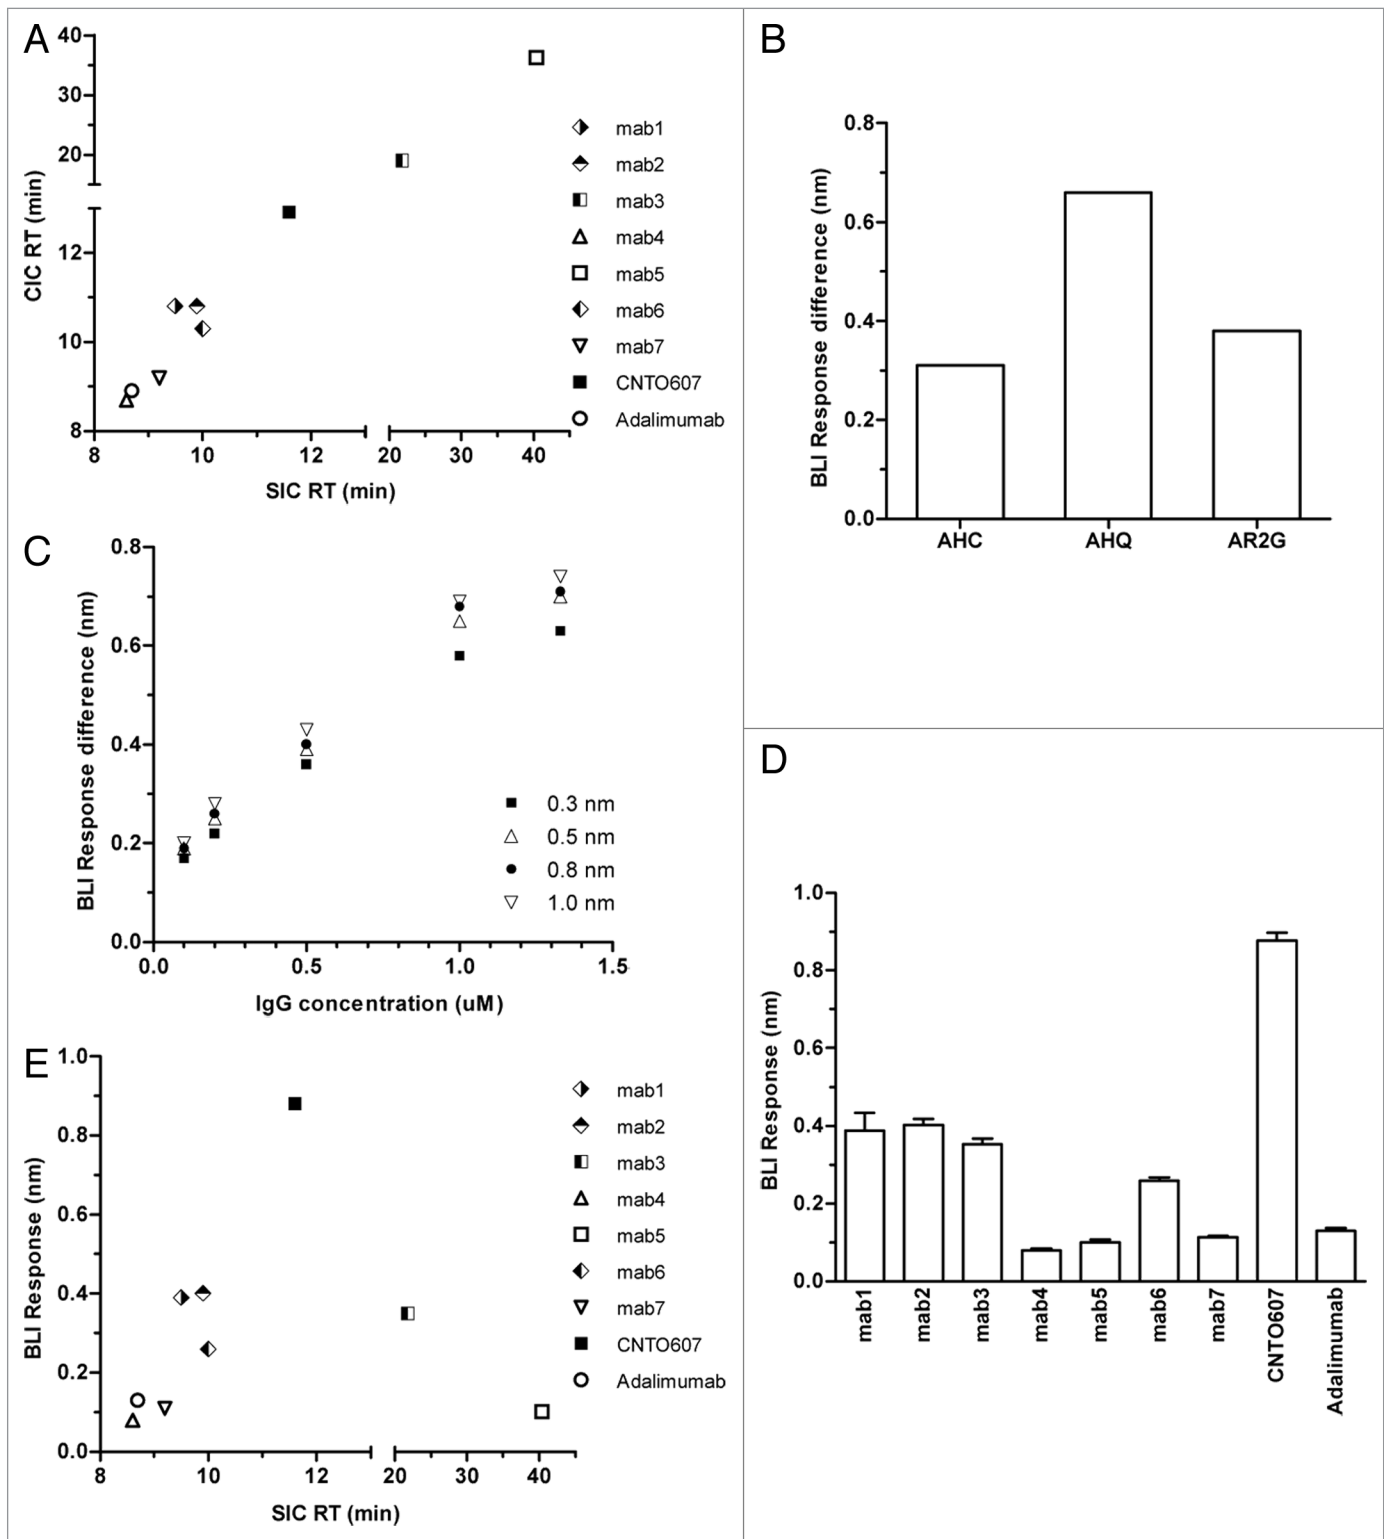 A
CIC RT (min)
40
30
20
12
10
8
8 10 12 20 30 40
SIC RT (min)
mab1
mab2
mab3
mab4
mab5
mab6
mab7
CNTO607
Adalimumab
B
BLI Response difference (nm)
0.8
0.6
0.4
0.2
0.0
AHC AHQ AR2G
C
BLI Response difference (nm)
0.8
0.6
0.4
0.2
0.0
0.0 0.5 1.0 1.5
IgG concentration (uM)
0.3 nm
0.5 nm
0.8 nm
1.0 nm
D
BLI Response (nm)
1.0
0.8
0.6
0.4
0.2
0.0
mab1
mab2
mab3
mab4
mab5
mab6
mab7
CNTO607
Adalimumab
E
BLI Response (nm)
1.0
0.8
0.6
0.4
0.2
0.0
8 10 12 20 30 40
SIC RT (min)
mab1
mab2
mab3
mab4
mab5
mab6
mab7
CNTO607
Adalimumab